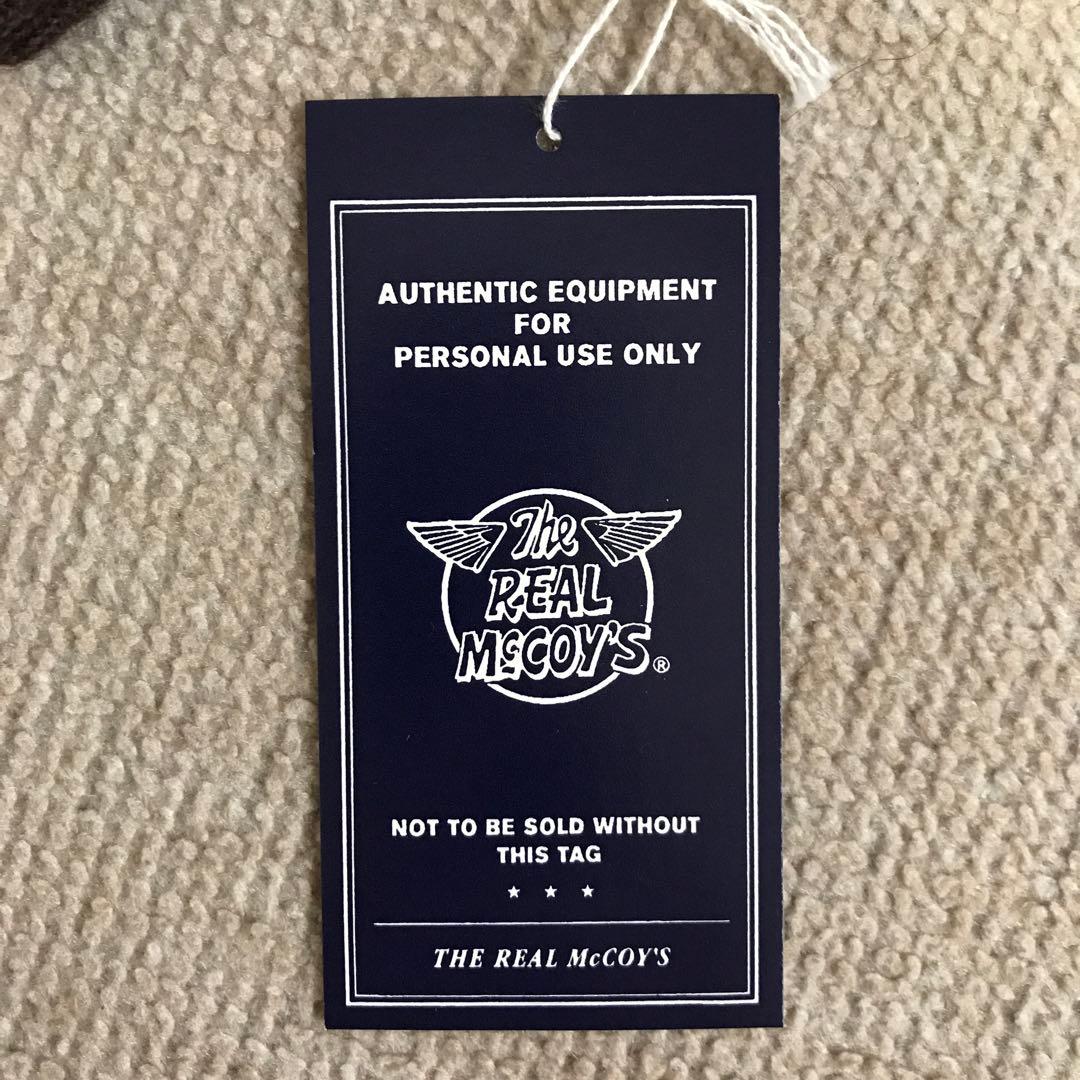 AUTHENTIC EQUIPMENT
FOR
PERSONAL USE ONLY
The
REAL
McCOY'S®
NOT TO BE SOLD WITHOUT
THIS TAG
★ ★ ★
THE REAL McCOY'S